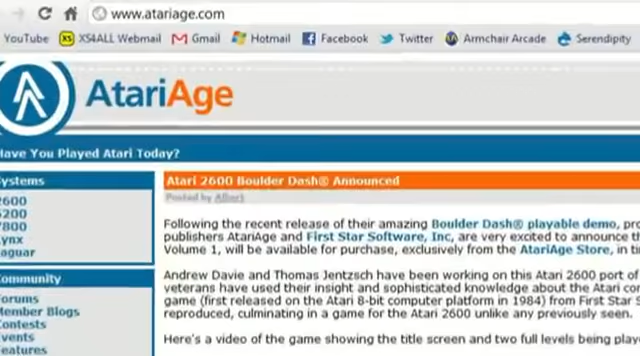 www.atariage.com
YouTube XS4ALL Webmail Gmail Hotmail Facebook Twitter Armchair Arcade Serendipity
AtariAge
Have You Played Atari Today?
Systems
2600
5200
7800
Lynx
Jaguar
Community
Forums
Member Blogs
Contests
Events
Features
Atari 2600 Boulder Dash® Announced
Posted by Albert
Following the recent release of their amazing Boulder Dash® playable demo,
publishers AtariAge and First Star Software, Inc, are very excited to announce
Volume 1, will be available for purchase, exclusively from the AtariAge Store, in
Andrew Davie and Thomas Jentzsch have been working on this Atari 2600 port of
veterans have used their insight and sophisticated knowledge about the Atari
game (first released on the Atari 8-bit computer platform in 1984) from First Star
reproduced, culminating in a game for the Atari 2600 unlike any previously seen.
Here's a video of the game showing the title screen and two full levels being